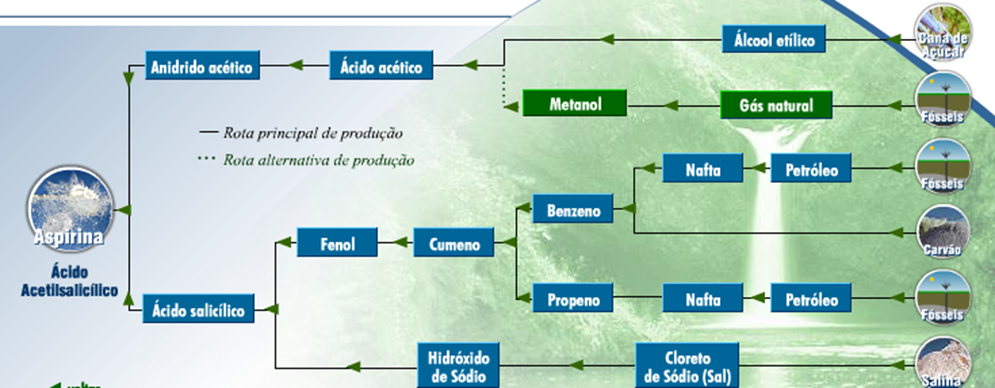 Cana de
Açúcar
Álcool etílico
Anidrido acético
Ácido acético
Metanol
Gás natural
Fósseis
Rota principal de produção
Rota alternativa de produção
Nafta
Petróleo
Fósseis
Benzeno
Aspirina
Ácido
Acetilsalicílico
Fenol
Cumeno
Carvão
Propeno
Nafta
Petróleo
Fósseis
Ácido salicílico
Hidróxido
de Sódio
Cloreto
de Sódio (Sal)
Salina